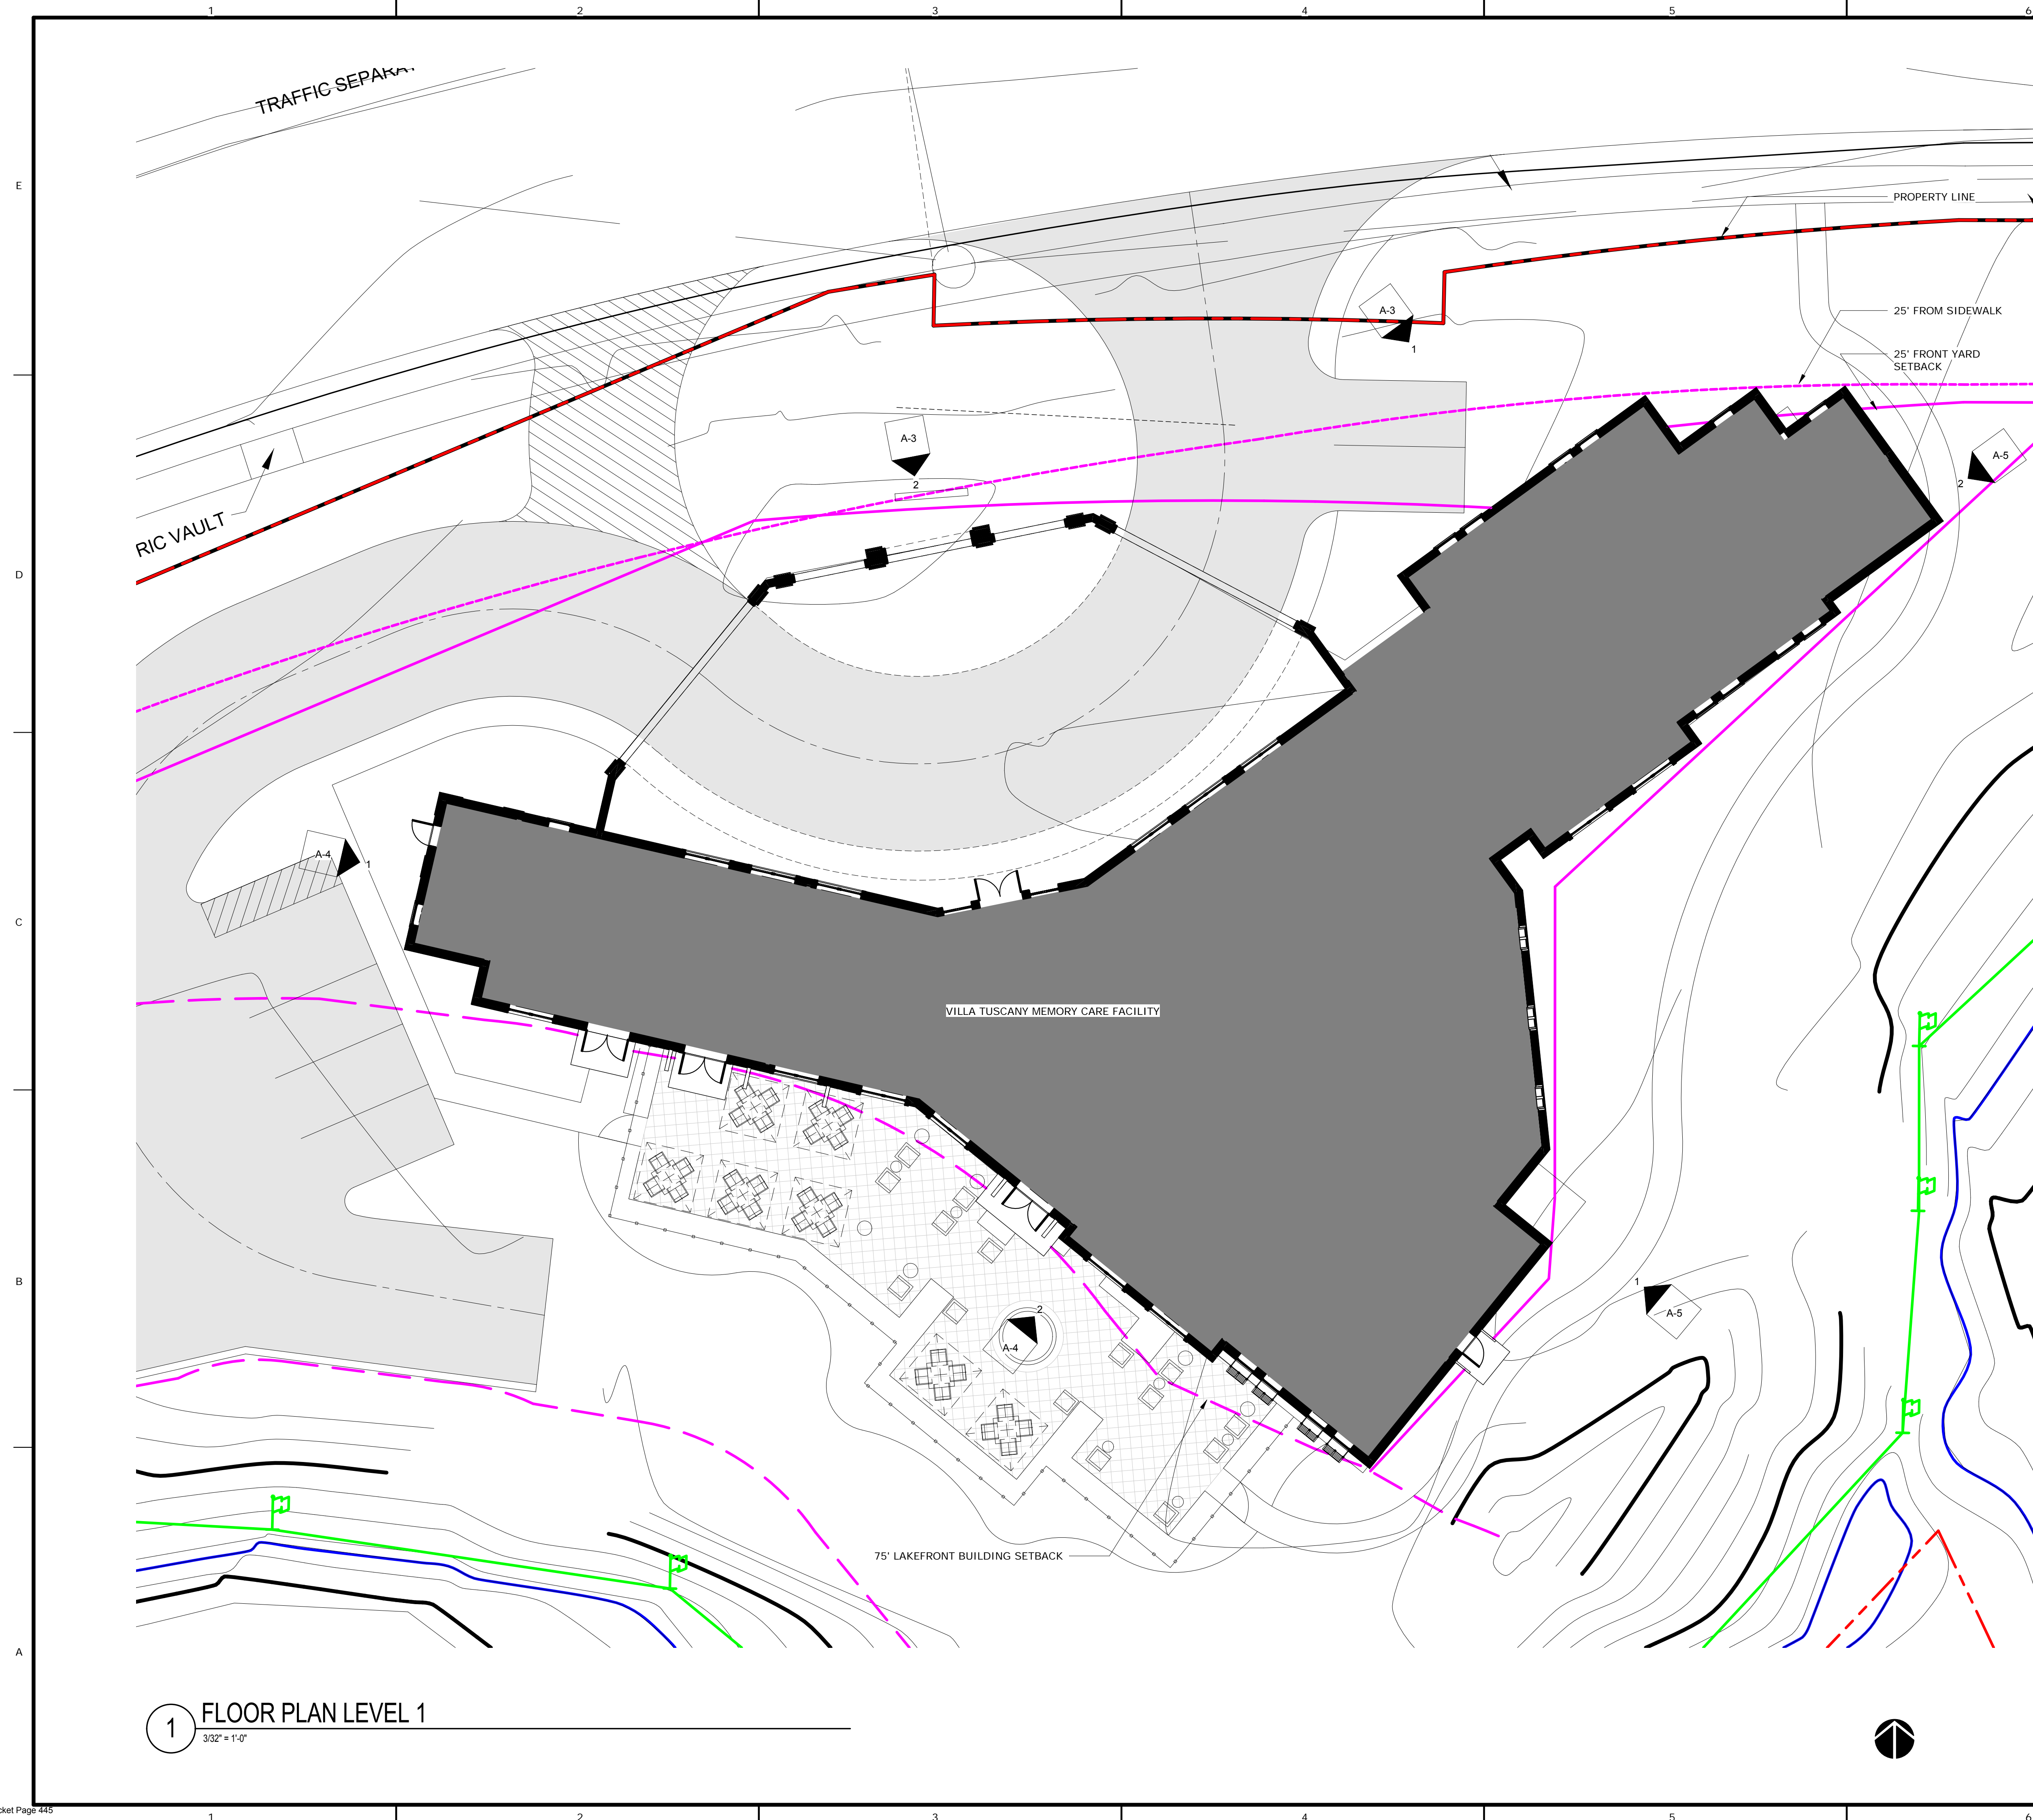 1 2 3 4 5 6
TRAFFIC SEPARAT
E
PROPERTY LINE
A-3
1
25' FROM SIDEWALK
25' FRONT YARD
SETBACK
A-3
2
A-5
2
RIC VAULT
D
A-4
1
C
VILLA TUSCANY MEMORY CARE FACILITY
B
1
A-5
2
A-4
75' LAKEFRONT BUILDING SETBACK
A
1
FLOOR PLAN LEVEL 1
3/32" = 1'-0"
cket Page 445
1 2 3 4 5 6